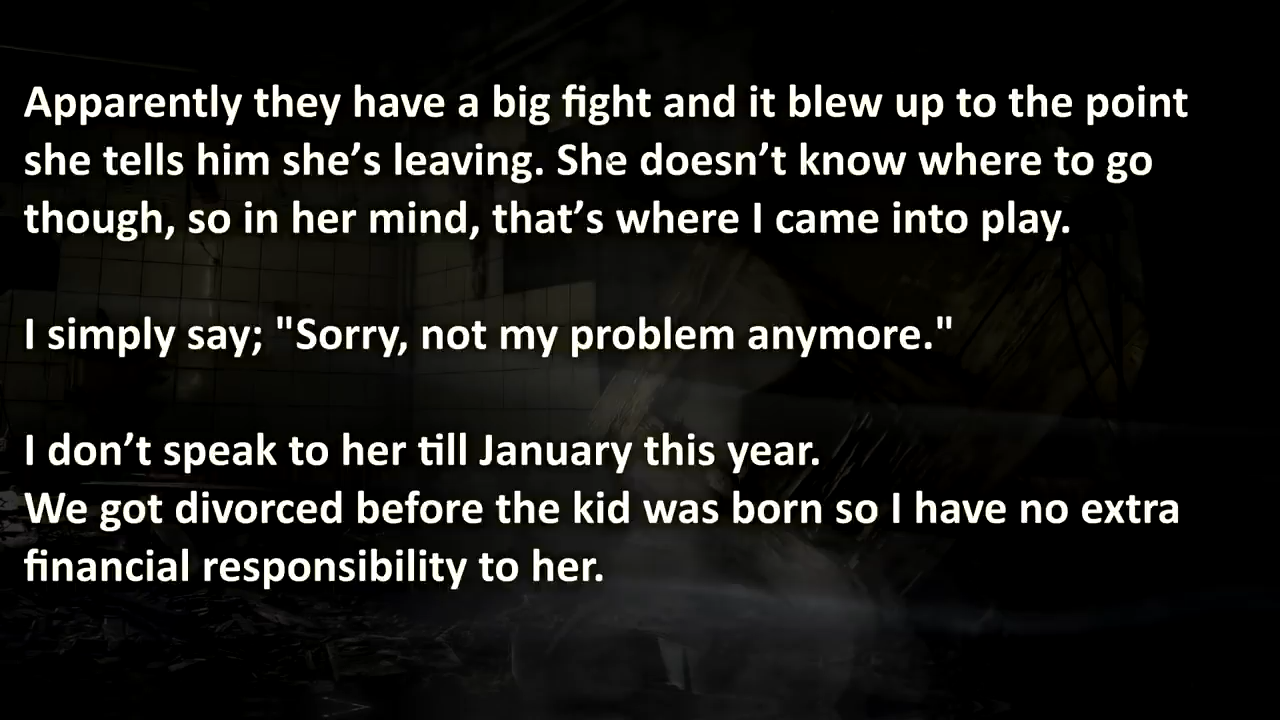 Apparently they have a big fight and it blew up to the point
she tells him she’s leaving. She doesn’t know where to go
though, so in her mind, that’s where I came into play.
I simply say; "Sorry, not my problem anymore."
I don’t speak to her till January this year.
We got divorced before the kid was born so I have no extra
financial responsibility to her.